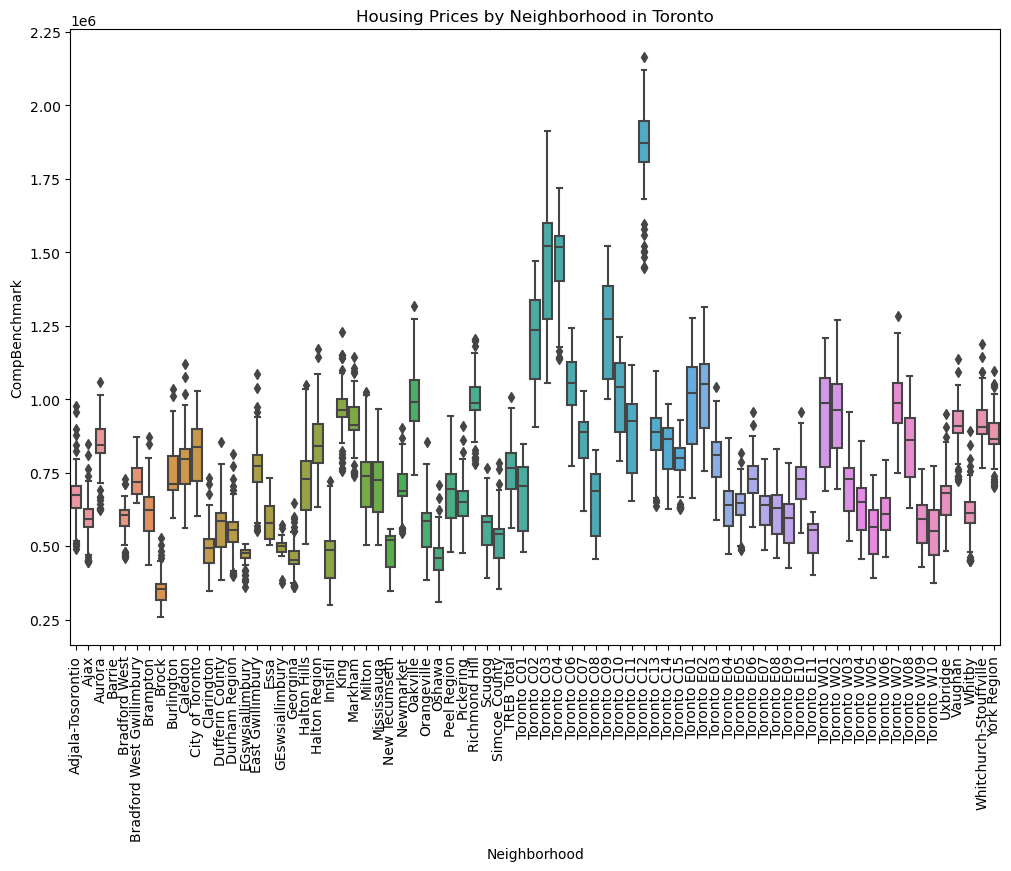 Housing Prices by Neighborhood in Toronto
1e6
2.25
2.00
1.75
1.50
1.25
1.00
0.75
0.50
0.25
CompBenchmark
Adjala-Tosorontio
Ajax
Aurora
Barrie
Bradford West
Bradford West Gwillimbury
Brampton
Brock
Burlington
Caledon
City of Toronto
Clarington
Dufferin County
Durham Region
EGswsiallimbury
East Gwillimbury
Essa
GEswsiallimbury
Georgina
Halton Hills
Halton Region
Innisfil
King
Markham
Milton
Mississauga
New Tecumseth
Newmarket
Oakville
Orangeville
Oshawa
Peel Region
Pickering
Richmond Hill
Scugog
Simcoe County
TREB Total
Toronto C01
Toronto C02
Toronto C03
Toronto C04
Toronto C06
Toronto C07
Toronto C08
Toronto C09
Toronto C10
Toronto C11
Toronto C12
Toronto C13
Toronto C14
Toronto C15
Toronto E01
Toronto E02
Toronto E03
Toronto E04
Toronto E05
Toronto E06
Toronto E07
Toronto E08
Toronto E09
Toronto E10
Toronto E11
Toronto W01
Toronto W02
Toronto W03
Toronto W04
Toronto W05
Toronto W06
Toronto W07
Toronto W08
Toronto W09
Toronto W10
Uxbridge
Vaughan
Whitby
Whitchurch-Stouffville
York Region
Neighborhood